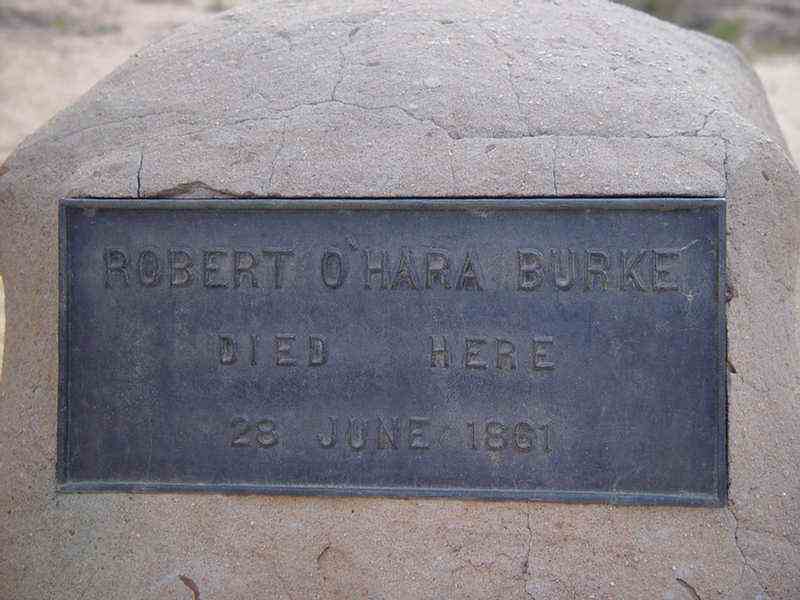 ROBERT O'HARA BURKE
DIED HERE
28 JUNE 1861